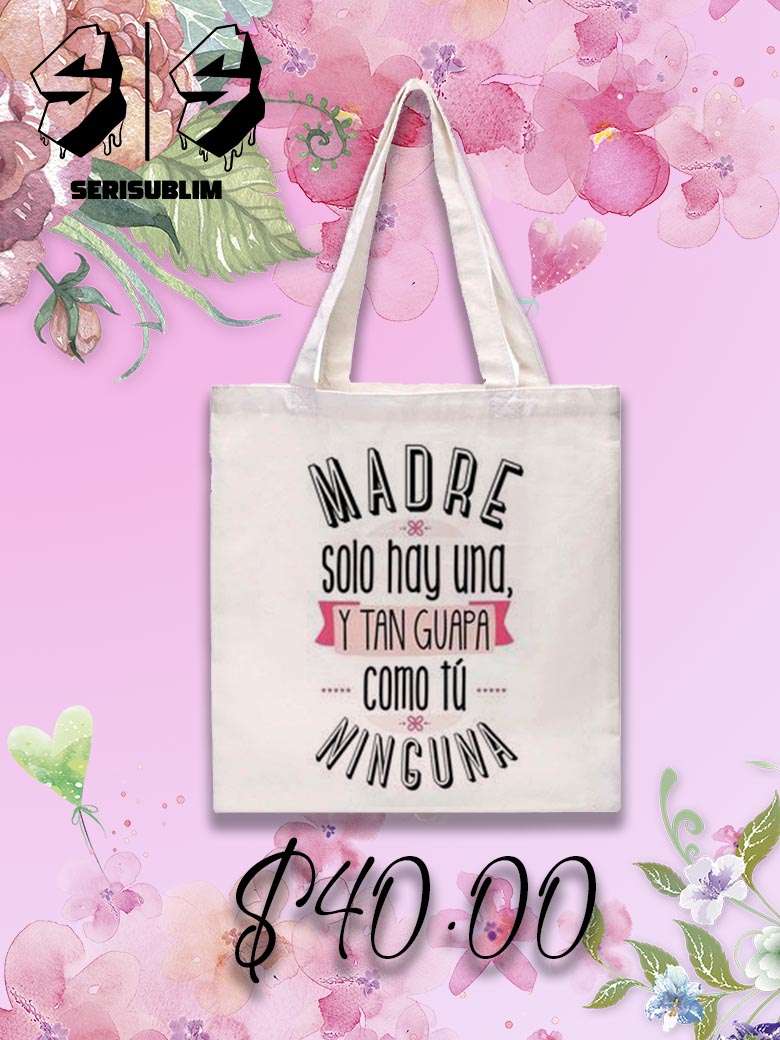 SERISUBLIM
MADRE
solo hay una,
Y TAN GUAPA
como tú
NINGUNA
$40.00